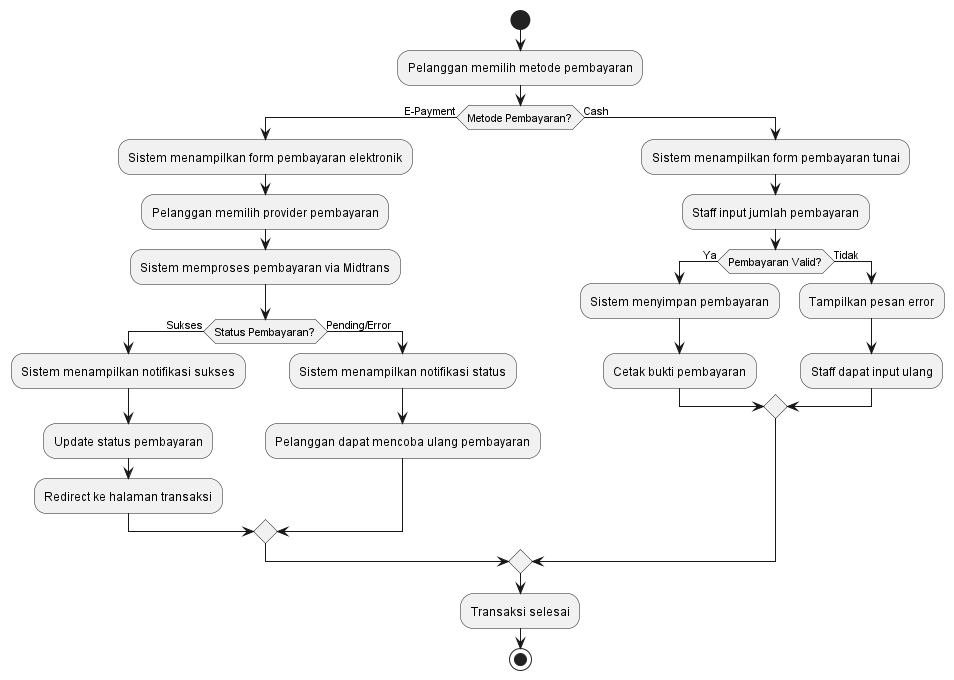 Pelanggan memilih metode pembayaran
E-Payment
Metode Pembayaran?
Cash
Sistem menampilkan form pembayaran elektronik
Pelanggan memilih provider pembayaran
Sistem memproses pembayaran via Midtrans
Sukses
Status Pembayaran?
Pending/Error
Sistem menampilkan notifikasi sukses
Update status pembayaran
Redirect ke halaman transaksi
Sistem menampilkan notifikasi status
Pelanggan dapat mencoba ulang pembayaran
Sistem menampilkan form pembayaran tunai
Staff input jumlah pembayaran
Ya
Pembayaran Valid?
Tidak
Sistem menyimpan pembayaran
Cetak bukti pembayaran
Tampilkan pesan error
Staff dapat input ulang
Transaksi selesai